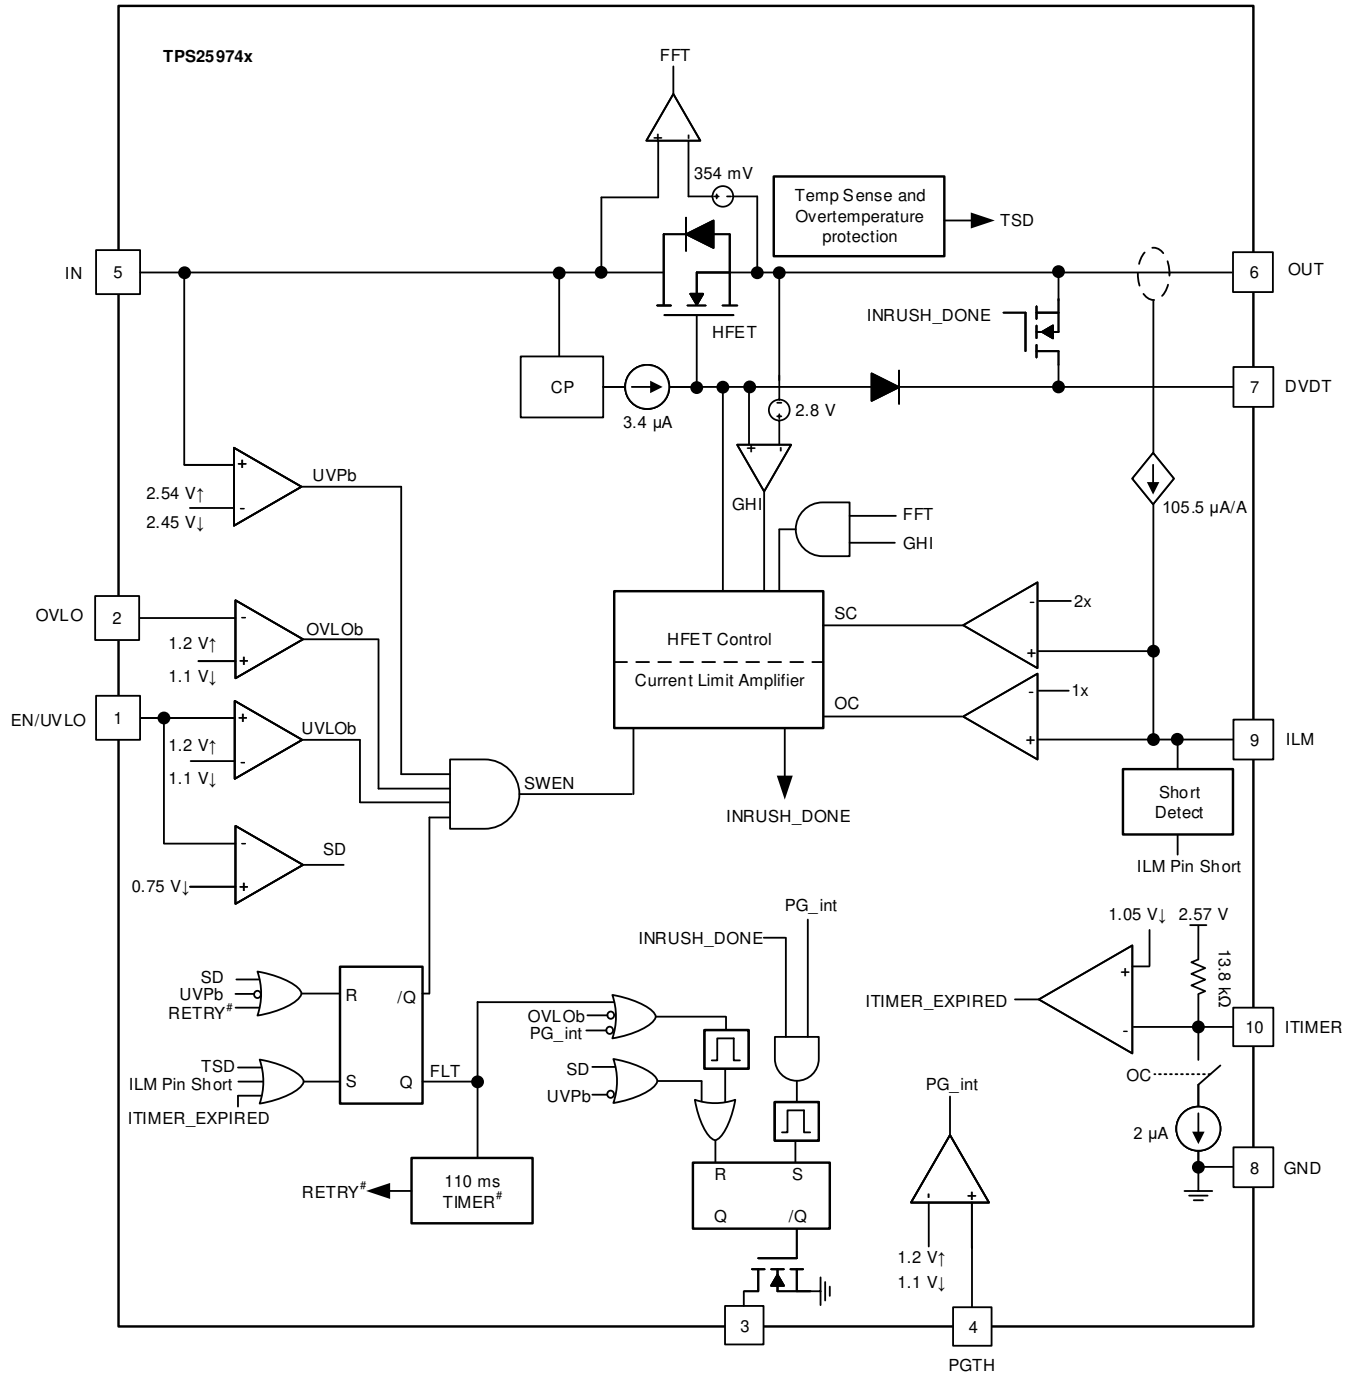 TPS25974x
FFT
+
-
354 mV
+ -
Temp Sense and
Overtemperature
protection
TSD
IN
5
6
OUT
INRUSH_DONE
HFET
CP
3.4 µA
7
DVDT
-
+
2.8 V
+
-
GHI
UVPb
+
-
2.54 V↑
2.45 V↓
105.5 µA/A
FFT
GHI
OVLO
2
-
+
OVLOb
1.2 V↑
1.1 V↓
HFET Control
Current Limit Amplifier
SC
-
2x
+
OC
-
1x
+
EN/UVLO
1
+
-
UVLOb
1.2 V↑
1.1 V↓
9
ILM
SWEN
INRUSH_DONE
Short
Detect
ILM Pin Short
-
+
SD
0.75 V↓
PG_int
INRUSH_DONE
1.05 V↓
2.57 V
13.8 kΩ
SD
UVPb
RETRY#
R
/Q
S
Q
TSD
ILM Pin Short
ITIMER_EXPIRED
FLT
OVLOb
PG_int
SD
UVPb
ITIMER_EXPIRED
+
-
10
ITIMER
OC
2 µA
8
GND
PG_int
-
+
1.2 V↑
1.1 V↓
RETRY#
110 ms
TIMER#
R
S
Q
/Q
3
4
PGTH